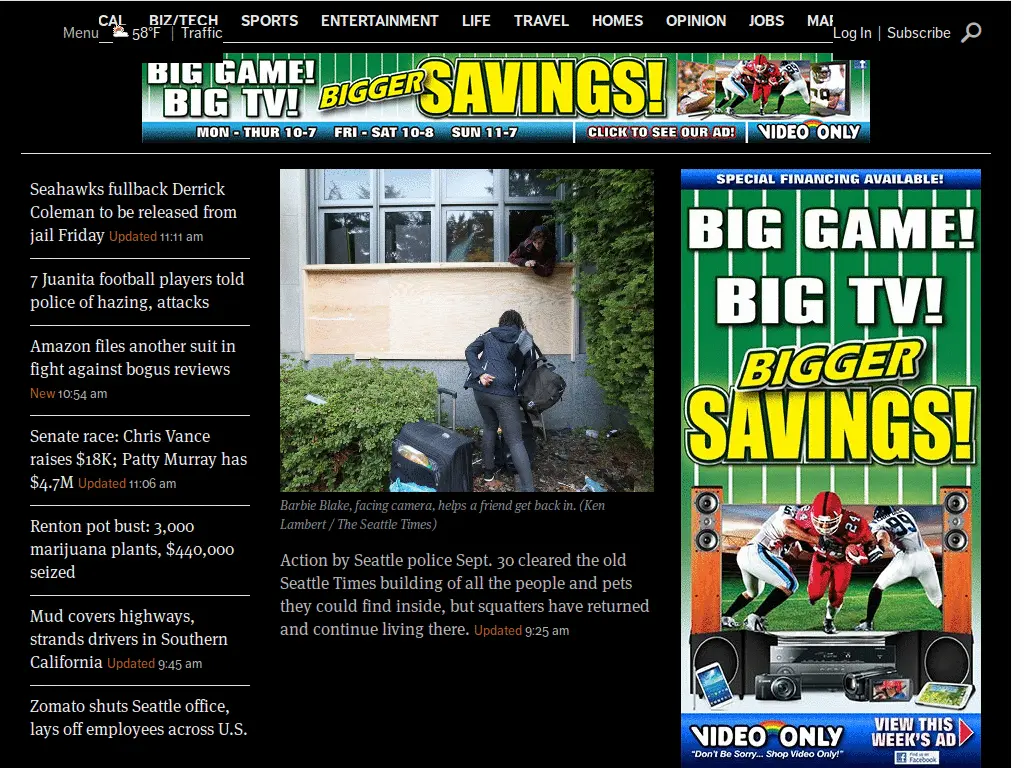 CAL BIZ/TECH SPORTS ENTERTAINMENT LIFE TRAVEL HOMES OPINION JOBS MAR
Menu 58°F | Traffic Log In | Subscribe
BIG GAME!
BIG TV!
BIGGER SAVINGS!
MON - THUR 10-7 FRI - SAT 10-8 SUN 11-7 CLICK TO SEE OUR AD! VIDEO ONLY
Seahawks fullback Derrick
Coleman to be released from
jail Friday Updated 11:11 am
7 Juanita football players told
police of hazing, attacks
Amazon files another suit in
fight against bogus reviews
New 10:54 am
Senate race: Chris Vance
raises $18K; Patty Murray has
$4.7M Updated 11:06 am
Renton pot bust: 3,000
marijuana plants, $440,000
seized
Mud covers highways,
strands drivers in Southern
California Updated 9:45 am
Zomato shuts Seattle office,
lays off employees across U.S.
Barbie Blake, facing camera, helps a friend get back in. (Ken
Lambert / The Seattle Times)
Action by Seattle police Sept. 30 cleared the old
Seattle Times building of all the people and pets
they could find inside, but squatters have returned
and continue living there. Updated 9:25 am
SPECIAL FINANCING AVAILABLE!
BIG GAME!
BIG TV!
BIGGER
SAVINGS!
24
99
VIDEO ONLY
"Don't Be Sorry... Shop Video Only!"
VIEW THIS
WEEK'S AD
Find us on
Facebook